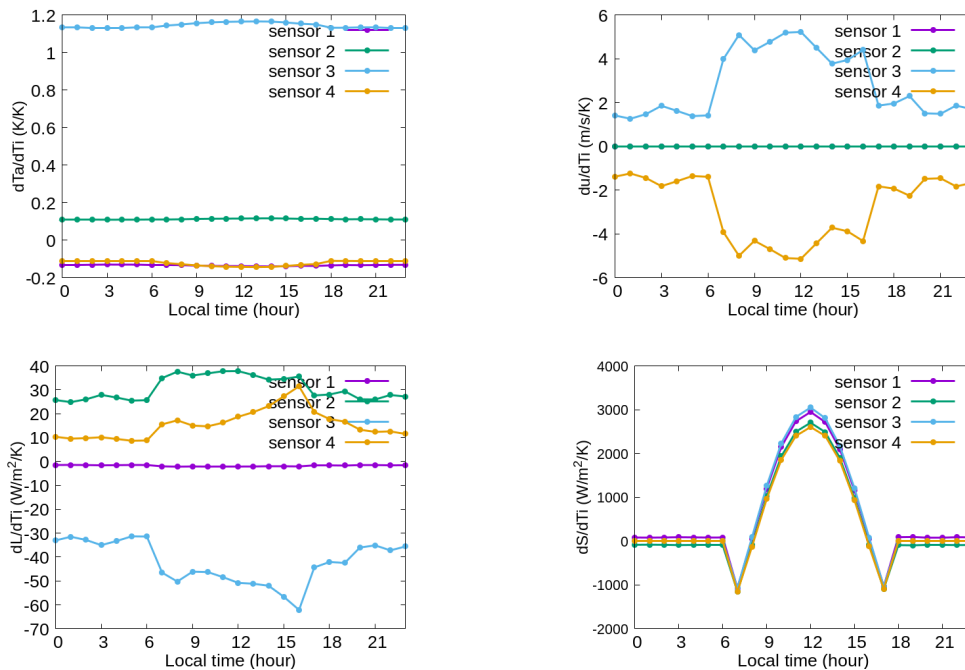 1.2
1
0.8
0.6
0.4
0.2
0
-0.2
dTa/dTi (K/K)
sensor 1
sensor 2
sensor 3
sensor 4
0 3 6 9 12 15 18 21
Local time (hour)
6
4
2
0
-2
-4
-6
du/dTi (m/s/K)
sensor 1
sensor 2
sensor 3
sensor 4
0 3 6 9 12 15 18 21
Local time (hour)
40
30
20
10
0
-10
-20
-30
-40
-50
-60
-70
dL/dTi (W/m²/K)
sensor 1
sensor 2
sensor 3
sensor 4
0 3 6 9 12 15 18 21
Local time (hour)
4000
3000
2000
1000
0
-1000
-2000
dS/dTi (W/m²/K)
sensor 1
sensor 2
sensor 3
sensor 4
0 3 6 9 12 15 18 21
Local time (hour)